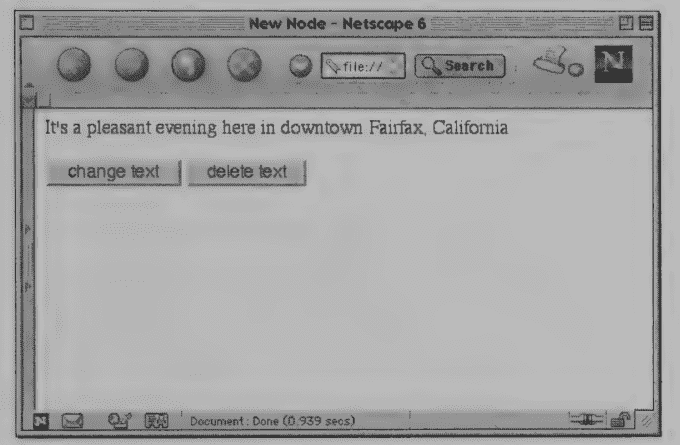 New Node - Netscape 6
file://
Search
N
It's a pleasant evening here in downtown Fairfax, California
change text
delete text
N
Document: Done (0.939 secs)